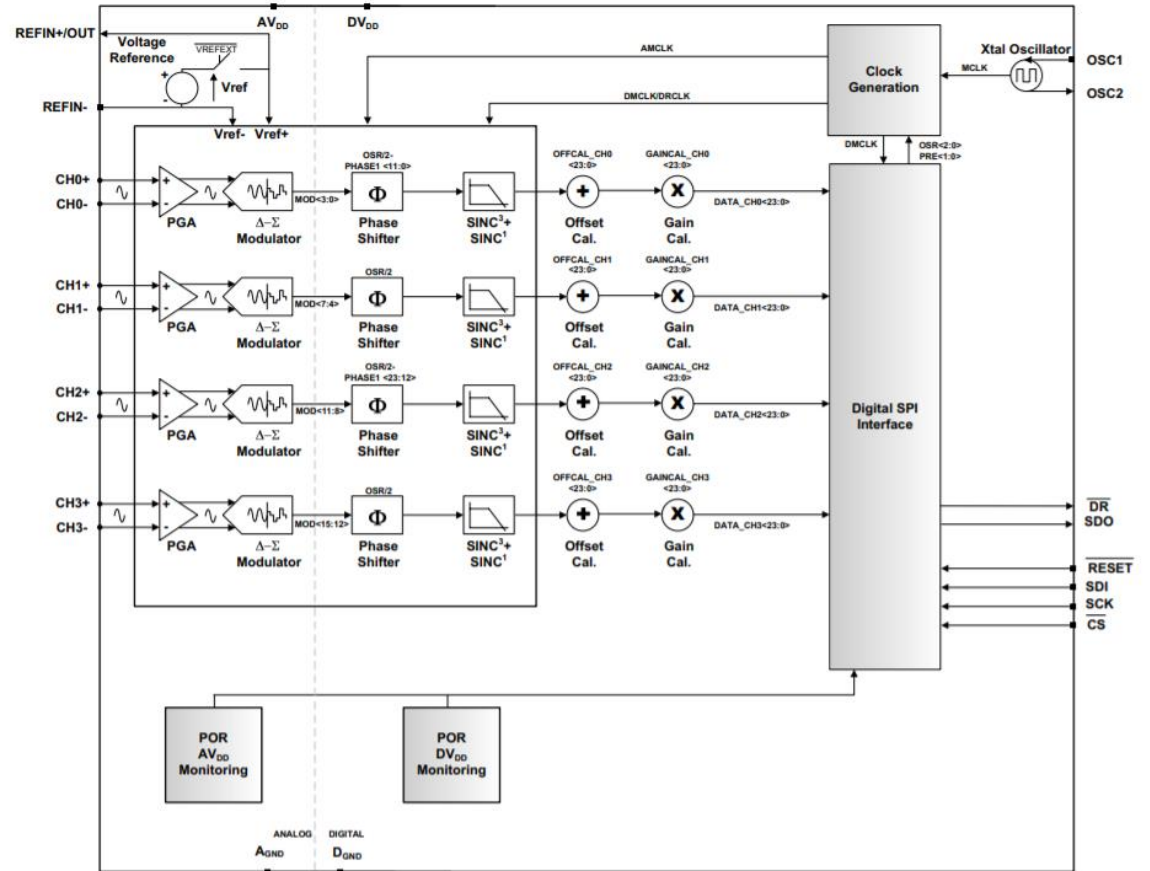 AVDD
DVDD
REFIN+/OUT
Voltage
Reference
VREFEXT
+
-
Vref
REFIN-
Vref- Vref+
AMCLK
DMCLK/DRCLK
Clock
Generation
MCLK
Xtal Oscillator
OSC1
OSC2
DMCLK
OSR<2:0>
PRE<1:0>
CH0+
CH0-
+
-
PGA
Δ–Σ
Modulator
MOD<3:0>
OSR/2-
PHASE1 <11:0>
Φ
Phase
Shifter
SINC3+
SINC1
OFFCAL_CH0
<23:0>
+
Offset
Cal.
GAINCAL_CH0
<23:0>
X
Gain
Cal.
DATA_CH0<23:0>
CH1+
CH1-
+
-
PGA
Δ–Σ
Modulator
MOD<7:4>
OSR/2
Φ
Phase
Shifter
SINC3+
SINC1
OFFCAL_CH1
<23:0>
+
Offset
Cal.
GAINCAL_CH1
<23:0>
X
Gain
Cal.
DATA_CH1<23:0>
CH2+
CH2-
+
-
PGA
Δ–Σ
Modulator
MOD<11:8>
OSR/2-
PHASE1 <23:12>
Φ
Phase
Shifter
SINC3+
SINC1
OFFCAL_CH2
<23:0>
+
Offset
Cal.
GAINCAL_CH2
<23:0>
X
Gain
Cal.
DATA_CH2<23:0>
CH3+
CH3-
+
-
PGA
Δ–Σ
Modulator
MOD<15:12>
OSR/2
Φ
Phase
Shifter
SINC3+
SINC1
OFFCAL_CH3
<23:0>
+
Offset
Cal.
GAINCAL_CH3
<23:0>
X
Gain
Cal.
DATA_CH3<23:0>
Digital SPI
Interface
DR
SDO
RESET
SDI
SCK
CS
POR
AVDD
Monitoring
POR
DVDD
Monitoring
ANALOG
DIGITAL
AGND
DGND